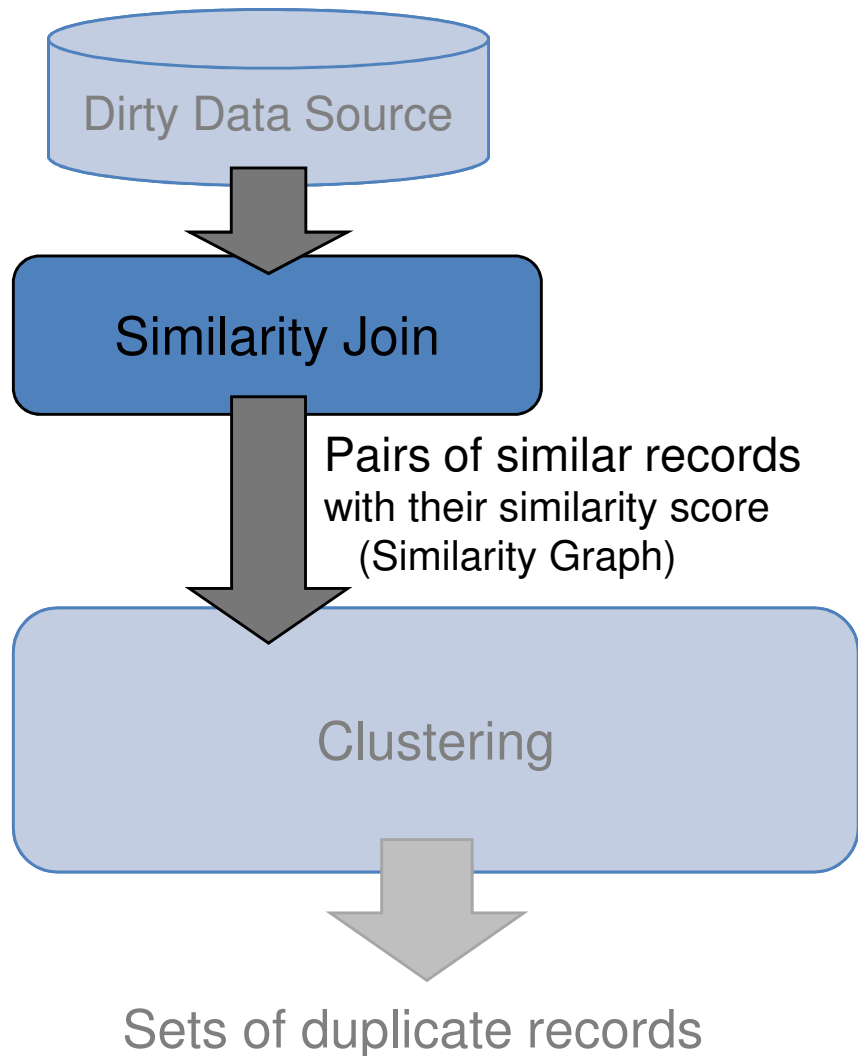 Dirty Data Source
Similarity Join
Pairs of similar records
with their similarity score
(Similarity Graph)
Clustering
Sets of duplicate records